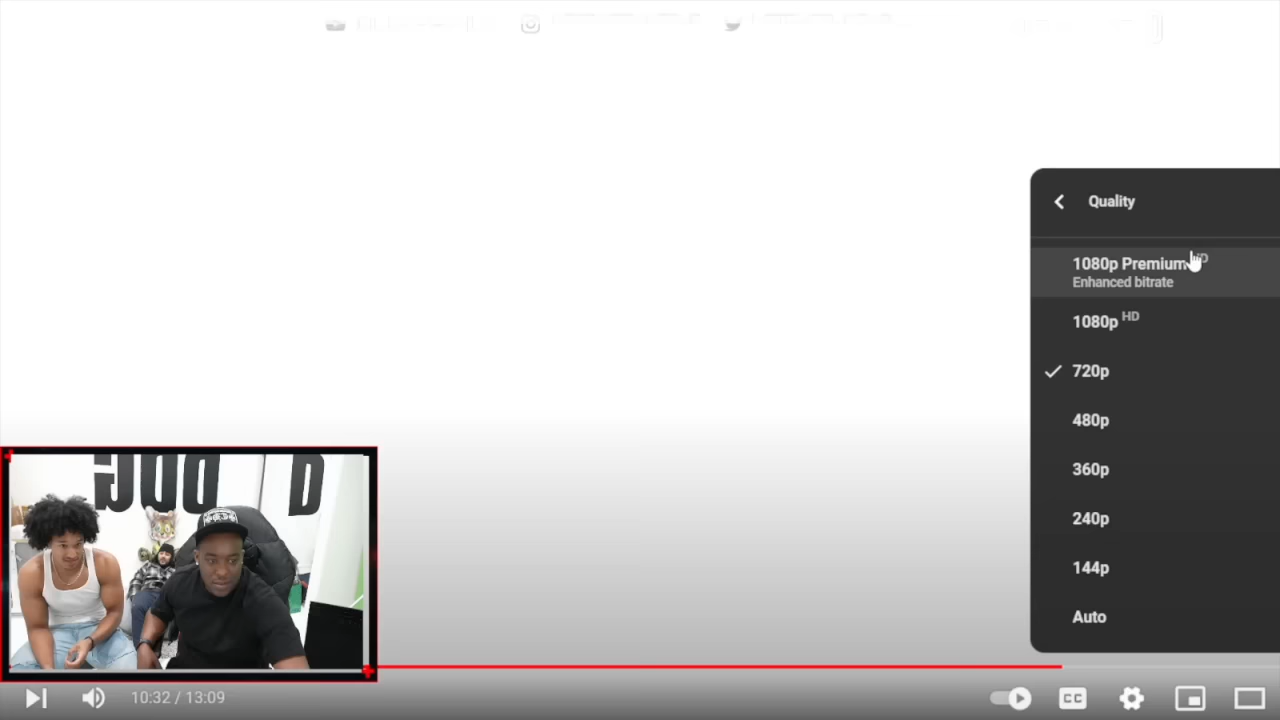 Quality
1080p Premium
Enhanced bitrate
1080p HD
720p
480p
360p
240p
144p
Auto
10:32 / 13:09
CC